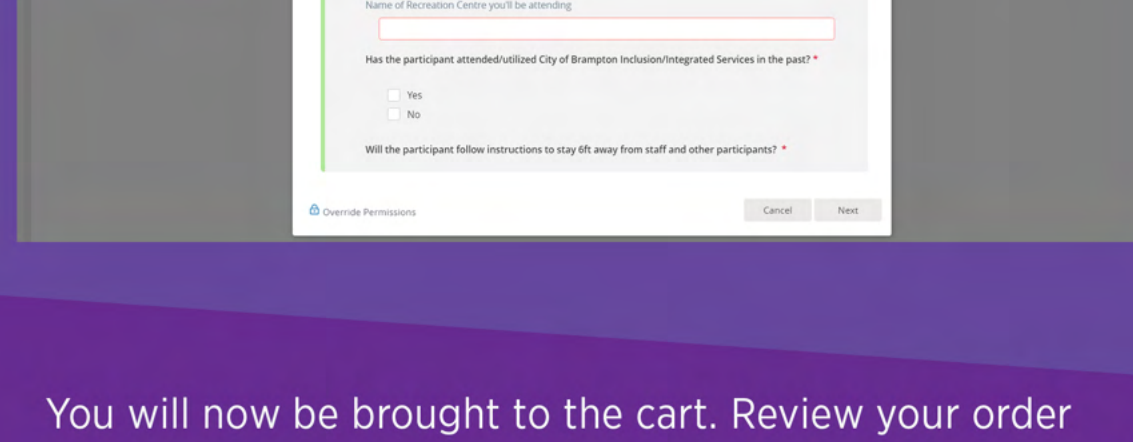 Name of Recreation Centre you'll be attending
Has the participant attended/utilized City of Brampton Inclusion/Integrated Services in the past? *
Yes
No
Will the participant follow instructions to stay 6ft away from staff and other participants? *
Override Permissions
Cancel Next
You will now be brought to the cart. Review your order